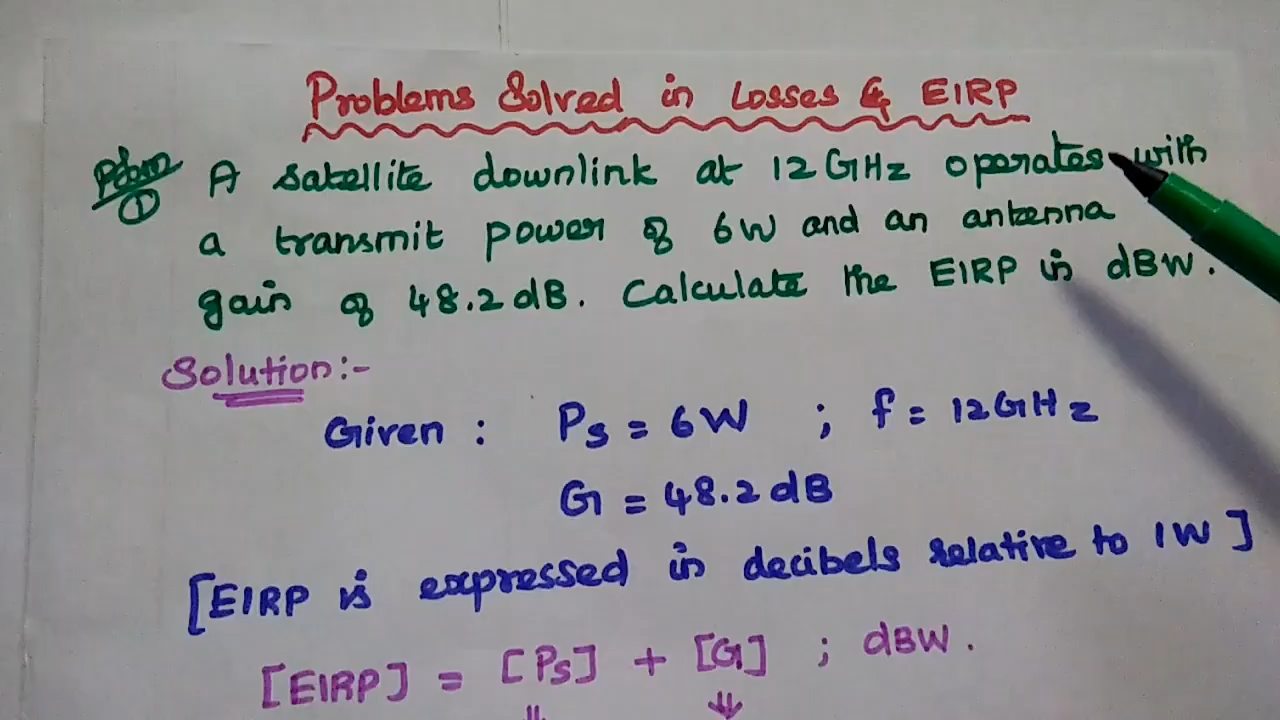 Problems Solved in Losses & EIRP
Pblm ① A satellite downlink at 12 GHz operates with
a transmit power of 6W and an antenna
gain of 48.2 dB. Calculate the EIRP in dBW.
Solution:-
Given : Ps = 6W ; f = 12 GHz
G = 48.2 dB
[EIRP is expressed in decibels relative to 1W]
[EIRP] = [Ps] + [G] ; dBW.